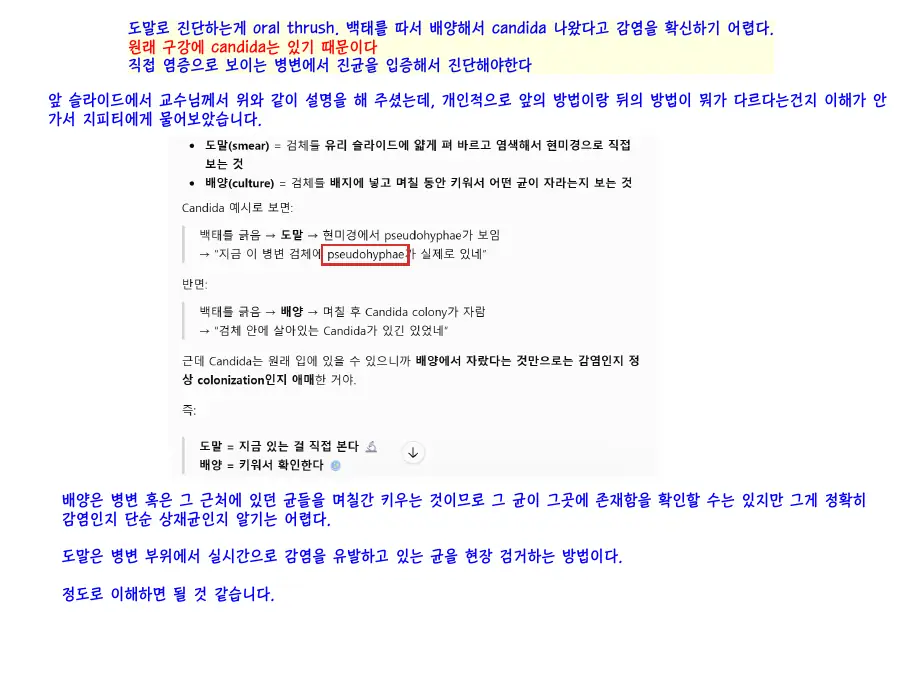 도말로 진단하는게 oral thrush. 백태를 따서 배양해서 candida 나왔다고 감염을 확신하기 어렵다.
원래 구강에 candida는 있기 때문이다
직접 염증으로 보이는 병변에서 진균을 입증해서 진단해야한다
앞 슬라이드에서 교수님께서 위와 같이 설명을 해 주셨는데, 개인적으로 앞의 방법이랑 뒤의 방법이 뭐가 다르다는건지 이해가 안
가서 지피티에게 물어보았습니다.
• 도말(smear) = 검체를 유리 슬라이드에 얇게 펴 바르고 염색해서 현미경으로 직접
보는 것
• 배양(culture) = 검체를 배지에 넣고 며칠 동안 키워서 어떤 균이 자라는지 보는 것
Candida 예시로 보면:
백태를 긁음 → 도말 → 현미경에서 pseudohyphae가 보임
→ “지금 이 병변 검체에 pseudohyphae가 실제로 있네”
반면:
백태를 긁음 → 배양 → 며칠 후 Candida colony가 자람
→ “검체 안에 살아있는 Candida가 있긴 있었네”
근데 Candida는 원래 입에 있을 수 있으니까 배양에서 자랐다는 것만으로는 감염인지 정
상 colonization인지 애매한 거야.
즉:
도말 = 지금 있는 걸 직접 본다 🔬
배양 = 키워서 확인한다 🧫
배양은 병변 혹은 그 근처에 있던 균들을 며칠간 키우는 것이므로 그 균이 그곳에 존재함을 확인할 수는 있지만 그게 정확히
감염인지 단순 상재균인지 알기는 어렵다.
도말은 병변 부위에서 실시간으로 감염을 유발하고 있는 균을 현장 검거하는 방법이다.
정도로 이해하면 될 것 같습니다.